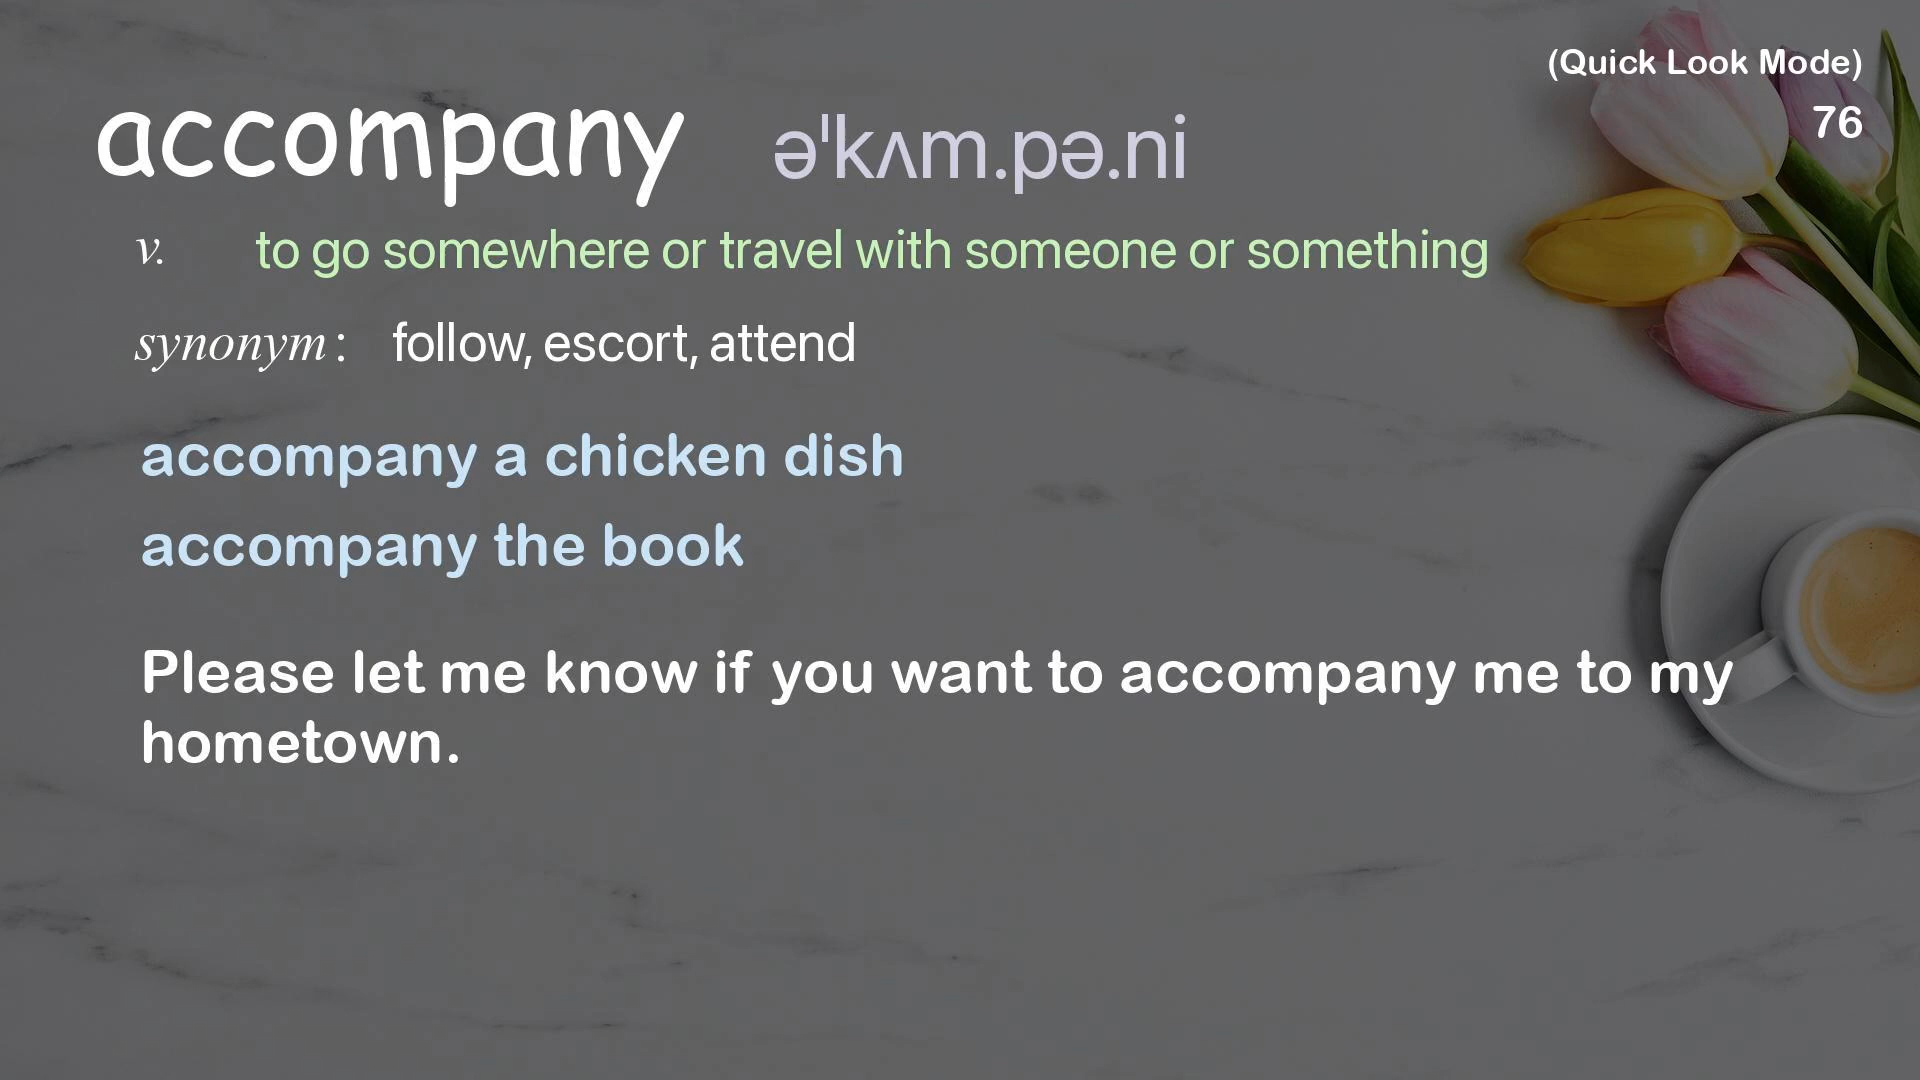 (Quick Look Mode)
76
accompany əˈkʌm.pə.ni
v. to go somewhere or travel with someone or something
synonym : follow, escort, attend
accompany a chicken dish
accompany the book
Please let me know if you want to accompany me to my
hometown.